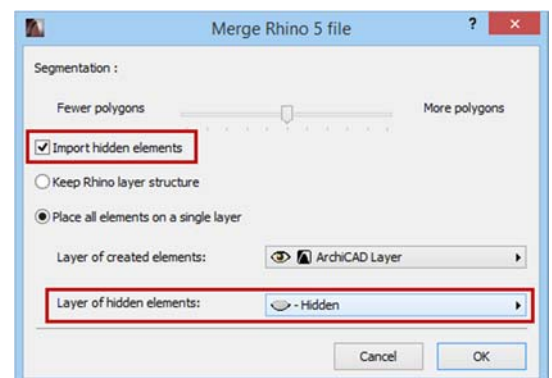 Merge Rhino 5 file
?
×
Segmentation :
Fewer polygons
More polygons
Import hidden elements
Keep Rhino layer structure
Place all elements on a single layer
Layer of created elements:
ArchiCAD Layer
Layer of hidden elements:
- Hidden
Cancel
OK